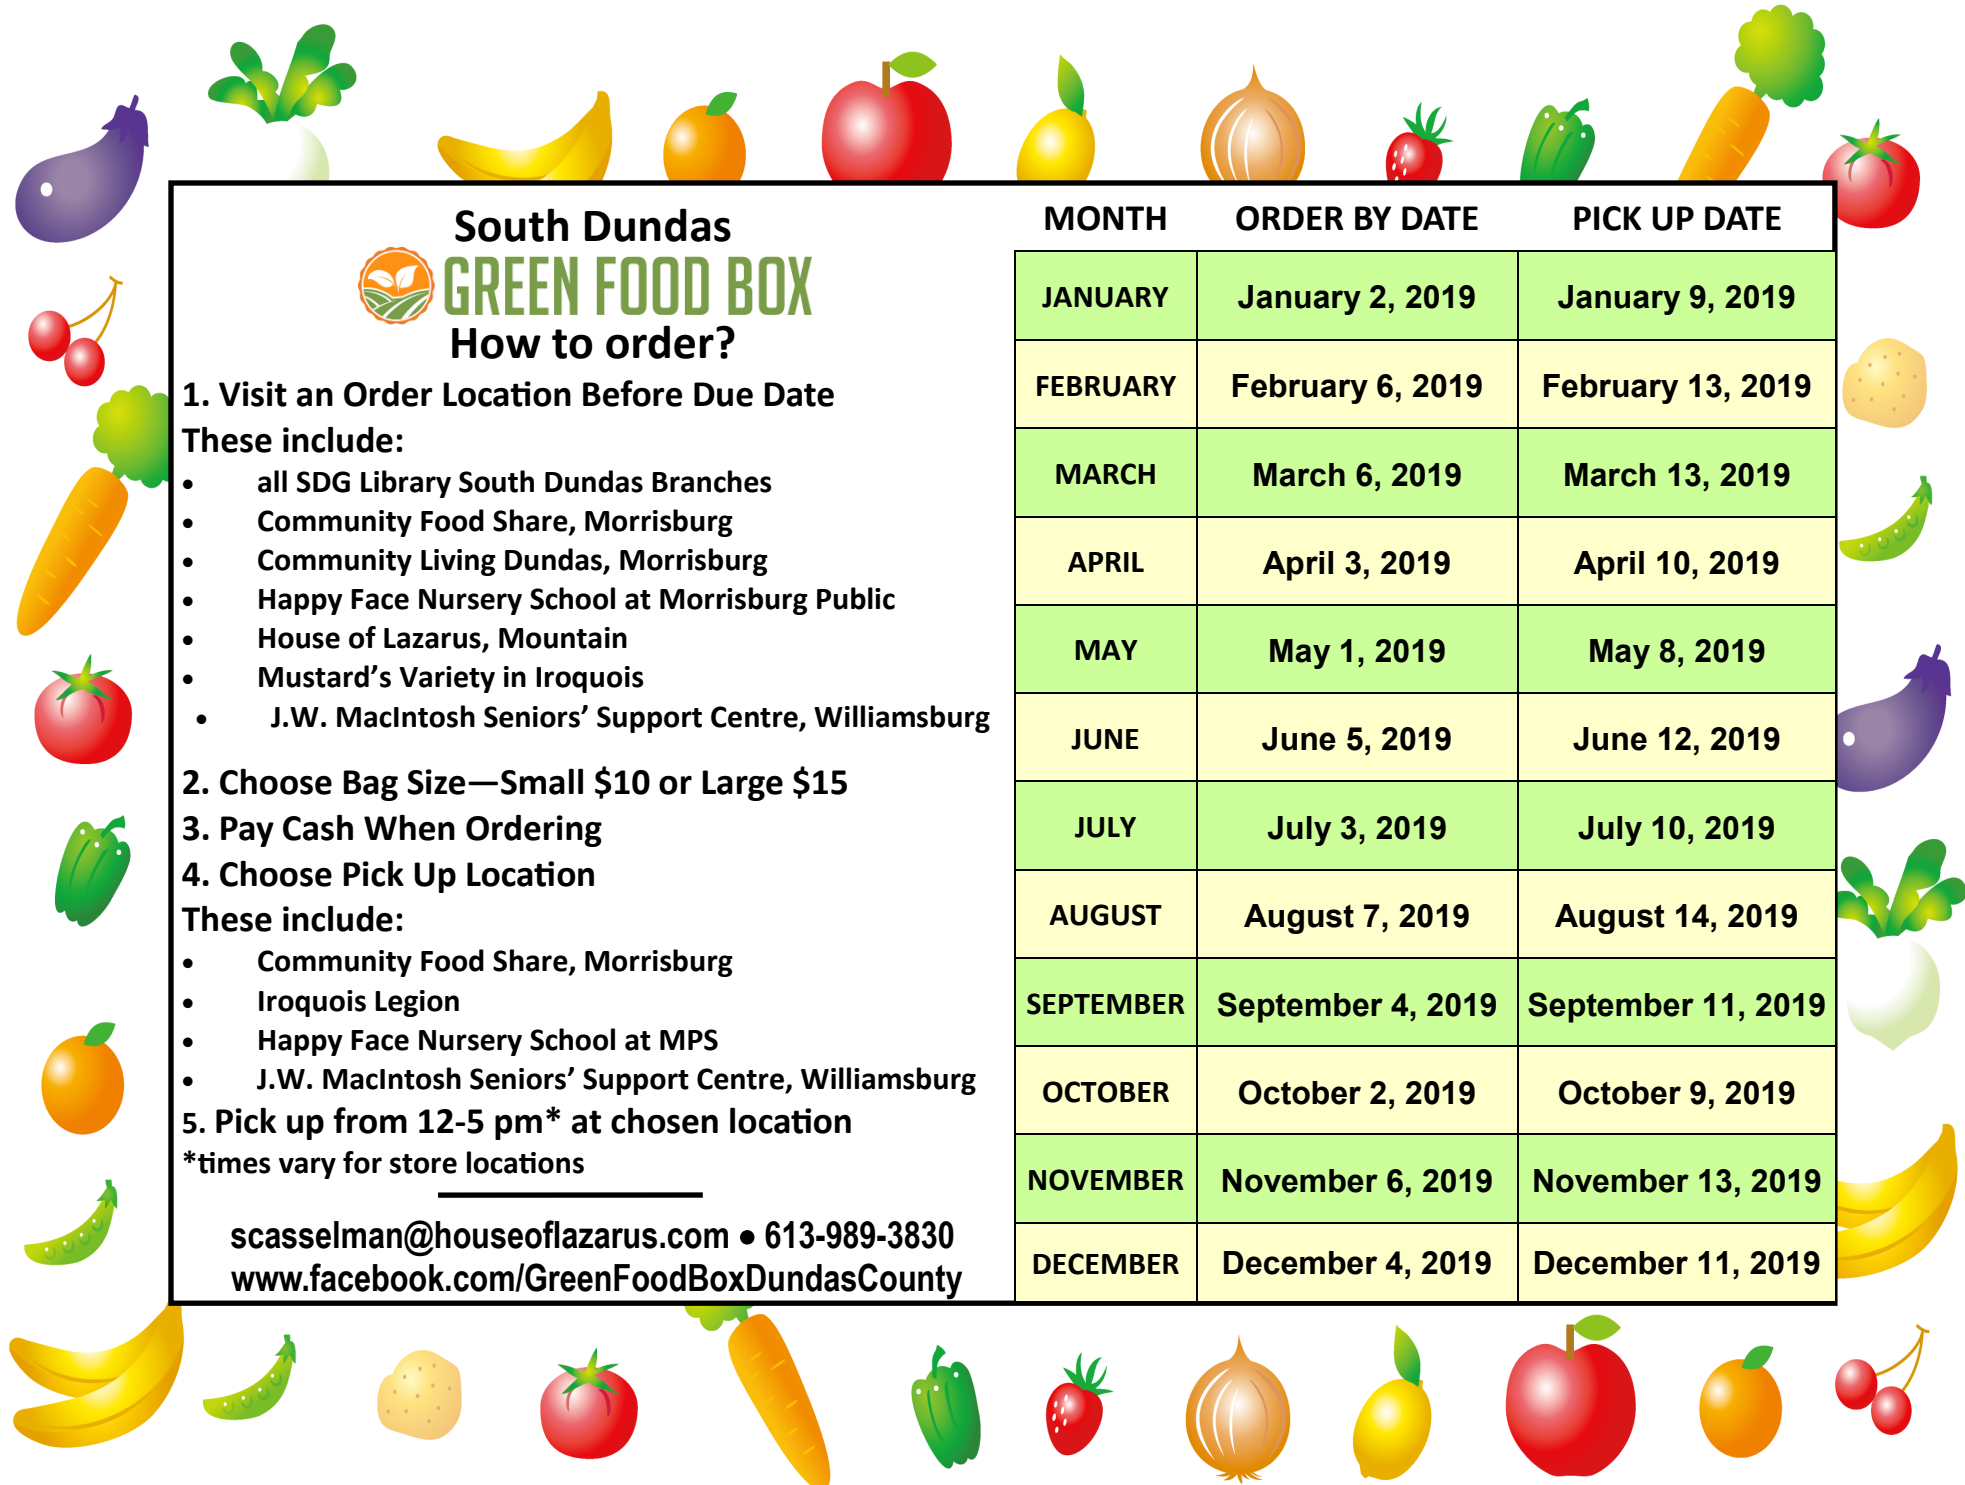 South Dundas
GREEN FOOD BOX
How to order?
1. Visit an Order Location Before Due Date
These include:
• all SDG Library South Dundas Branches
• Community Food Share, Morrisburg
• Community Living Dundas, Morrisburg
• Happy Face Nursery School at Morrisburg Public
• House of Lazarus, Mountain
• Mustard’s Variety in Iroquois
• J.W. MacIntosh Seniors’ Support Centre, Williamsburg
2. Choose Bag Size—Small $10 or Large $15
3. Pay Cash When Ordering
4. Choose Pick Up Location
These include:
• Community Food Share, Morrisburg
• Iroquois Legion
• Happy Face Nursery School at MPS
• J.W. MacIntosh Seniors’ Support Centre, Williamsburg
5. Pick up from 12-5 pm* at chosen location
*times vary for store locations
scasselman@houseoflazarus.com • 613-989-3830
www.facebook.com/GreenFoodBoxDundasCounty
MONTH ORDER BY DATE PICK UP DATE
JANUARY January 2, 2019 January 9, 2019
FEBRUARY February 6, 2019 February 13, 2019
MARCH March 6, 2019 March 13, 2019
APRIL April 3, 2019 April 10, 2019
MAY May 1, 2019 May 8, 2019
JUNE June 5, 2019 June 12, 2019
JULY July 3, 2019 July 10, 2019
AUGUST August 7, 2019 August 14, 2019
SEPTEMBER September 4, 2019 September 11, 2019
OCTOBER October 2, 2019 October 9, 2019
NOVEMBER November 6, 2019 November 13, 2019
DECEMBER December 4, 2019 December 11, 2019